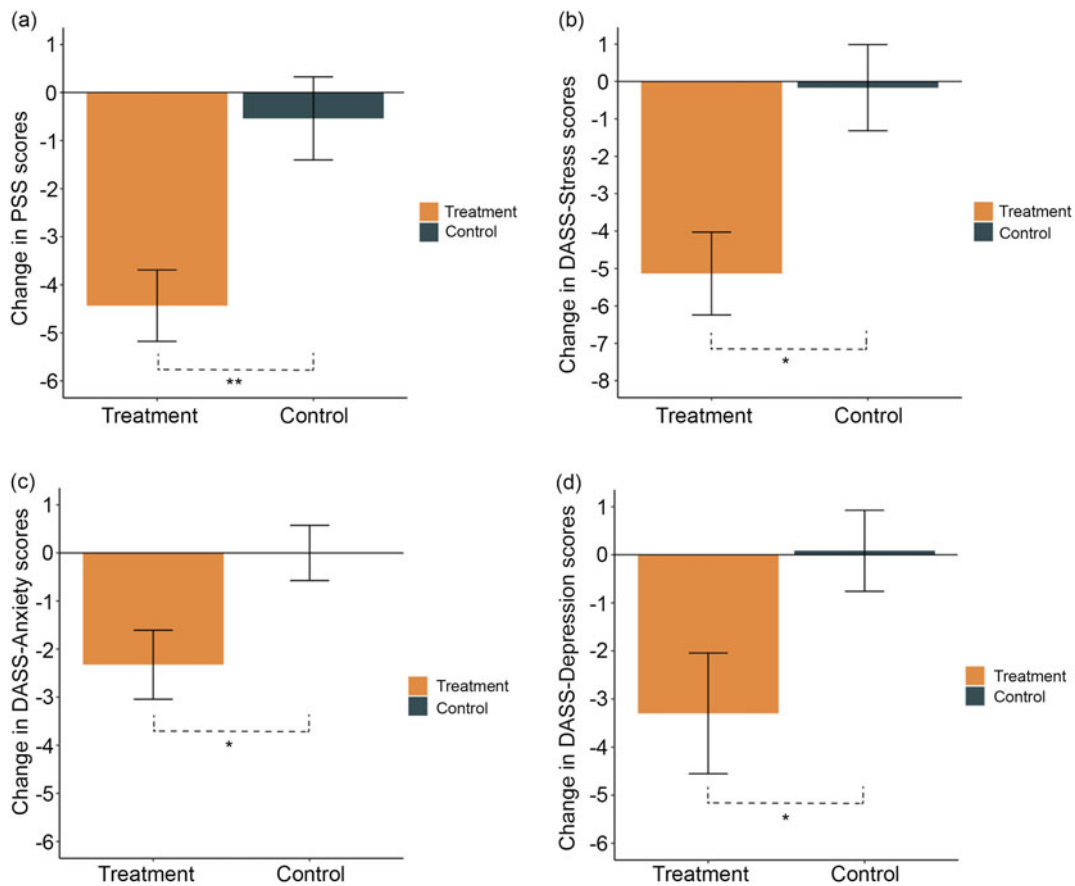 (a)
Change in PSS scores
1
0
-1
-2
-3
-4
-5
-6
**
Treatment
Control
Treatment
Control
(b)
Change in DASS-Stress scores
1
0
-1
-2
-3
-4
-5
-6
-7
-8
*
Treatment
Control
Treatment
Control
(c)
Change in DASS-Anxiety scores
1
0
-1
-2
-3
-4
-5
-6
*
Treatment
Control
Treatment
Control
(d)
Change in DASS-Depression scores
1
0
-1
-2
-3
-4
-5
-6
*
Treatment
Control
Treatment
Control